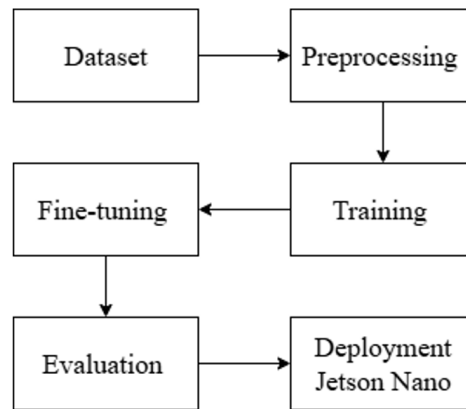 Dataset
Preprocessing
Fine-tuning
Training
Evaluation
Deployment
Jetson Nano